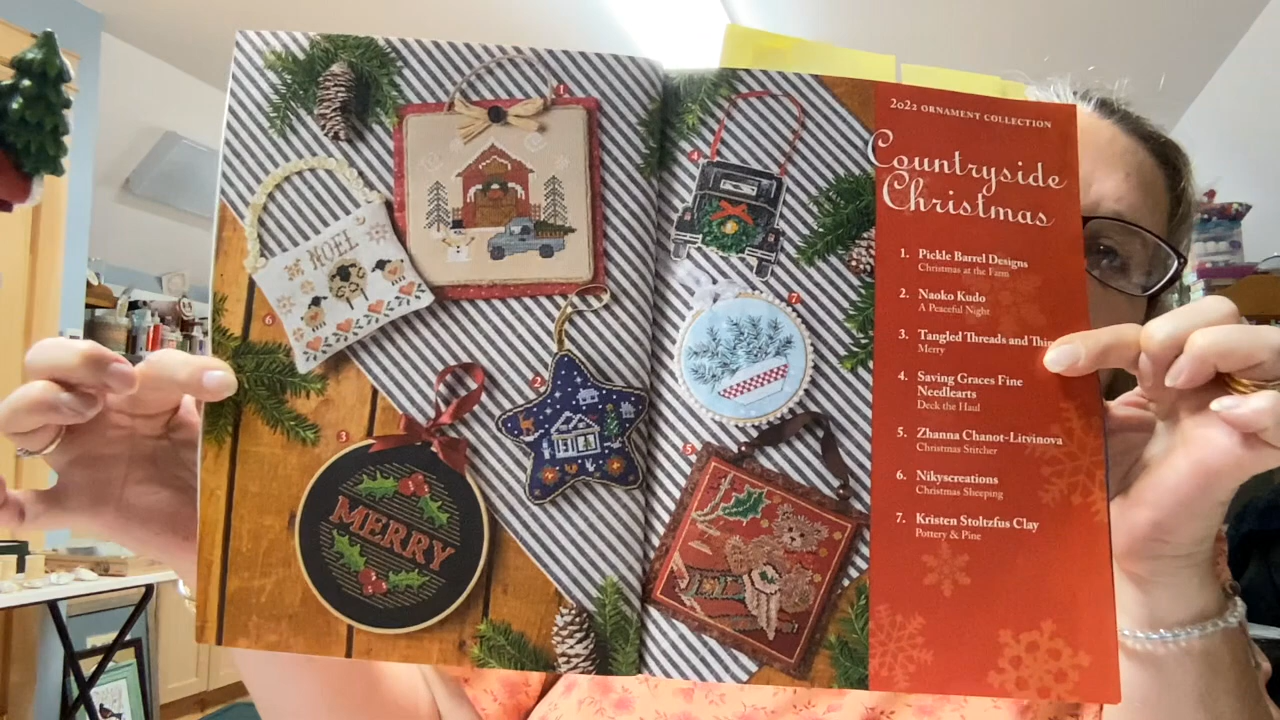 1
NOEL
6
2
3
MERRY
4
7
5
2022 ORNAMENT COLLECTION
Countryside
Christmas
1. Pickle Barrel Designs
Christmas at the Farm
2. Naoko Kudo
A Peaceful Night
3. Tangled Threads and Thin
Merry
4. Saving Graces Fine
Needlearts
Deck the Haul
5. Zhanna Chanot-Litvinova
Christmas Stitcher
6. Nikyscreations
Christmas Sheeping
7. Kristen Stoltzfus Clay
Pottery & Pine